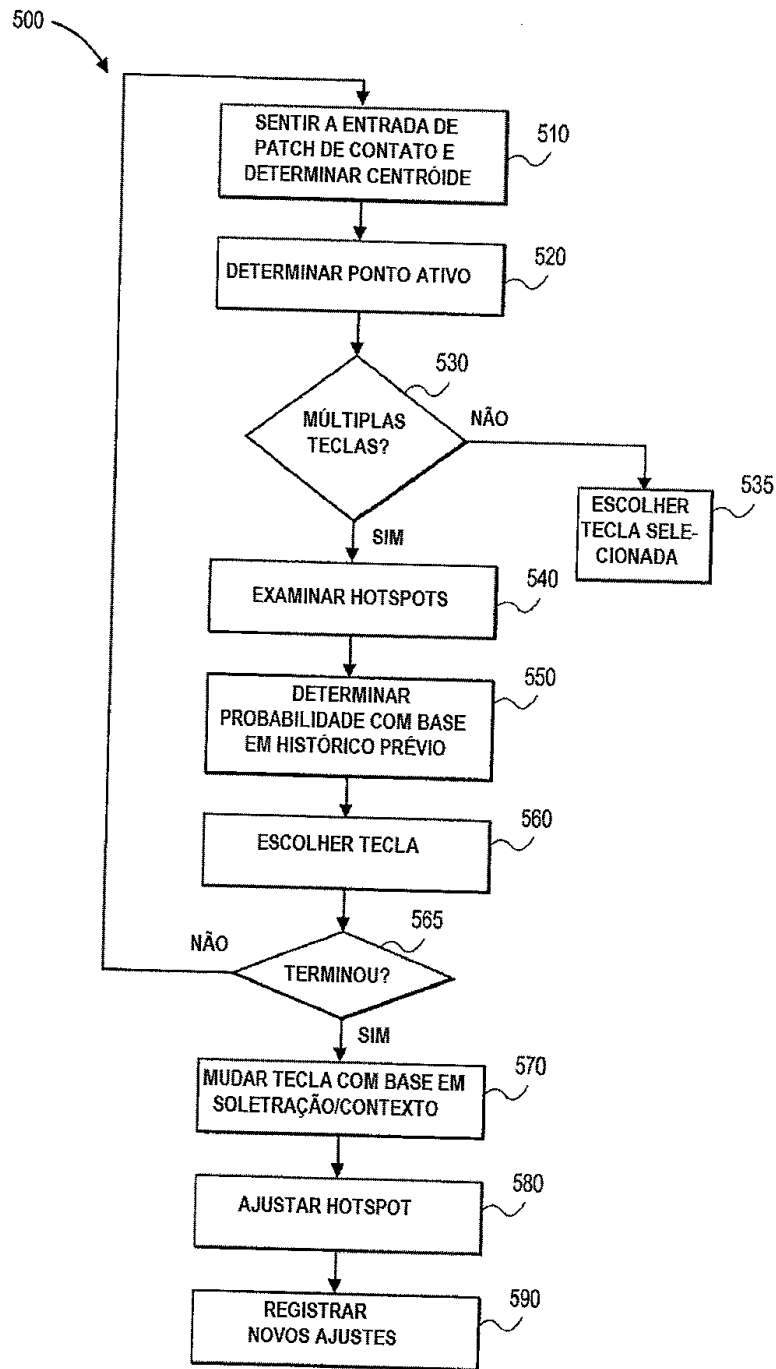 500
SENTIR A ENTRADA DE
PATCH DE CONTATO E
DETERMINAR CENTRÓIDE
510
DETERMINAR PONTO ATIVO
520
MÚLTIPLAS
TECLAS?
530
NÃO
ESCOLHER
TECLA SELE-
CIONADA
535
SIM
EXAMINAR HOTSPOTS
540
DETERMINAR
PROBABILIDADE COM BASE
EM HISTÓRICO PRÉVIO
550
ESCOLHER TECLA
560
NÃO
TERMINOU?
565
SIM
MUDAR TECLA COM BASE EM
SOLETRAÇÃO/CONTEXTO
570
AJUSTAR HOTSPOT
580
REGISTRAR
NOVOS AJUSTES
590